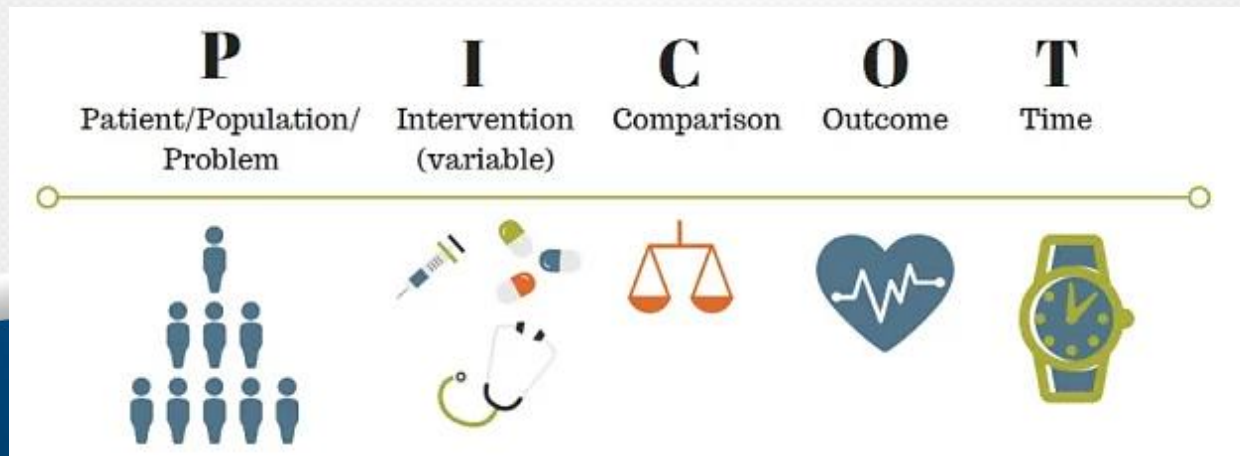 P I C O T
Patient/Population/ Intervention Comparison Outcome Time
Problem (variable)